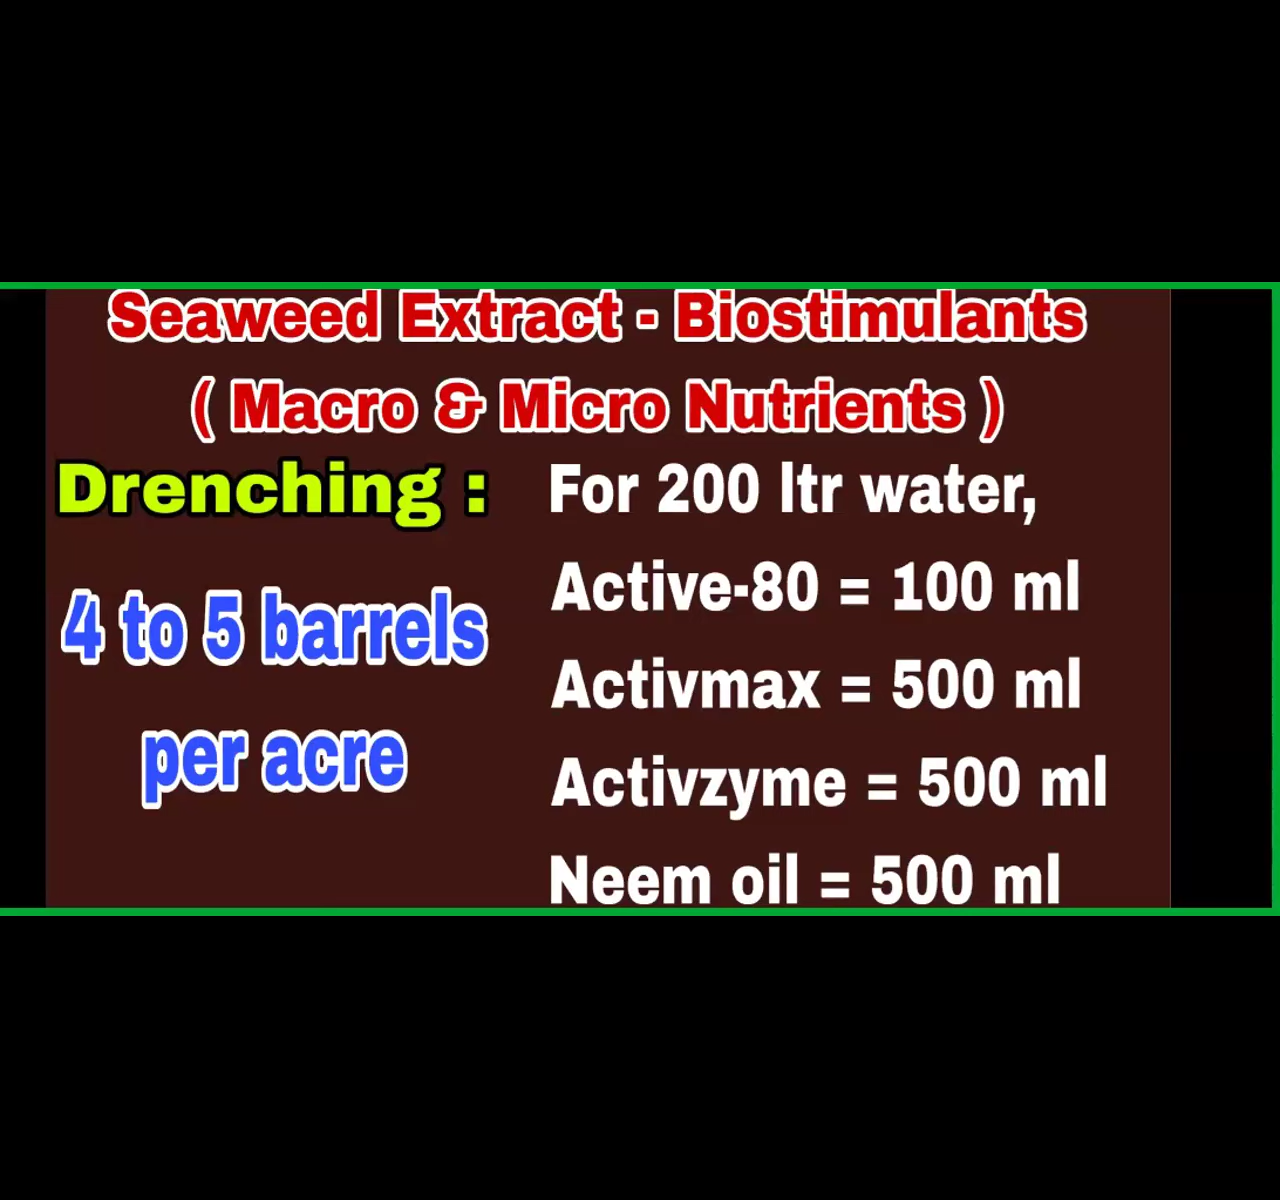 Seaweed Extract - Biostimulants
( Macro & Micro Nutrients )
Drenching :
4 to 5 barrels
per acre
For 200 ltr water,
Active-80 = 100 ml
Activmax = 500 ml
Activzyme = 500 ml
Neem oil = 500 ml